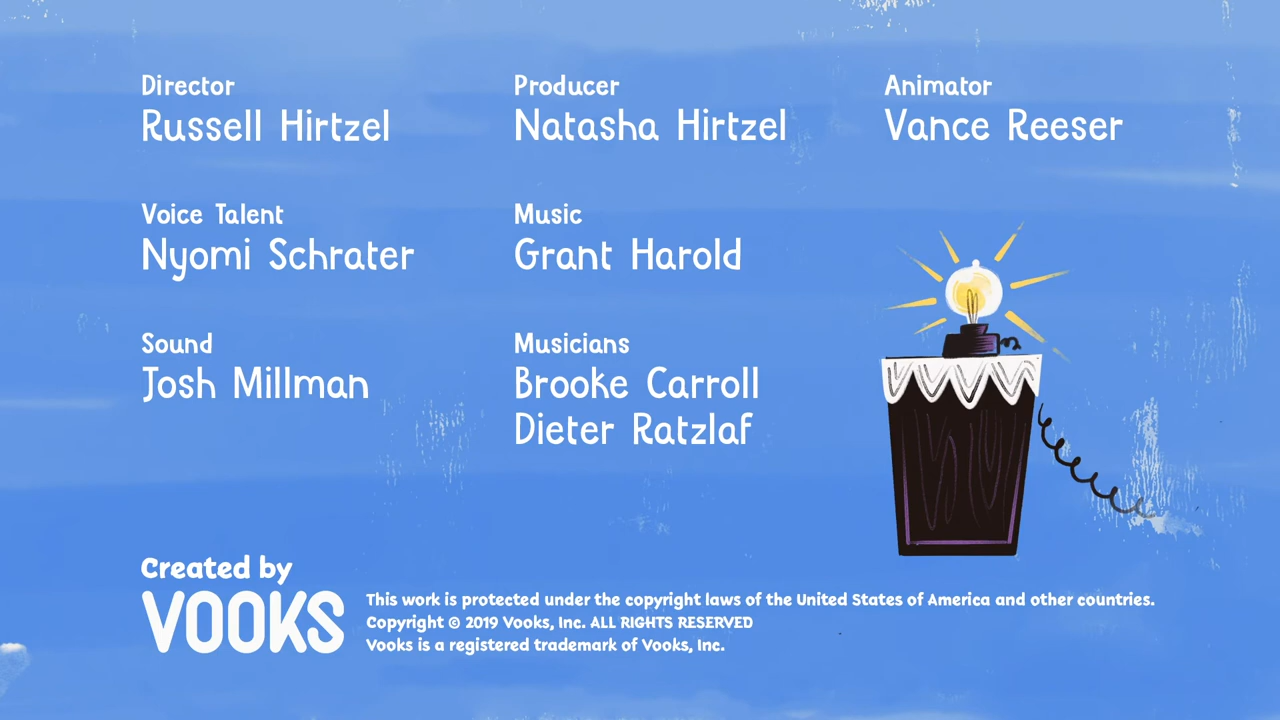 Director
Russell Hirtzel
Producer
Natasha Hirtzel
Animator
Vance Reeser
Voice Talent
Nyomi Schrater
Music
Grant Harold
Sound
Josh Millman
Musicians
Brooke Carroll
Dieter Ratzlaf
Created by
VOOKS
This work is protected under the copyright laws of the United States of America and other countries.
Copyright © 2019 Vooks, Inc. ALL RIGHTS RESERVED
Vooks is a registered trademark of Vooks, Inc.